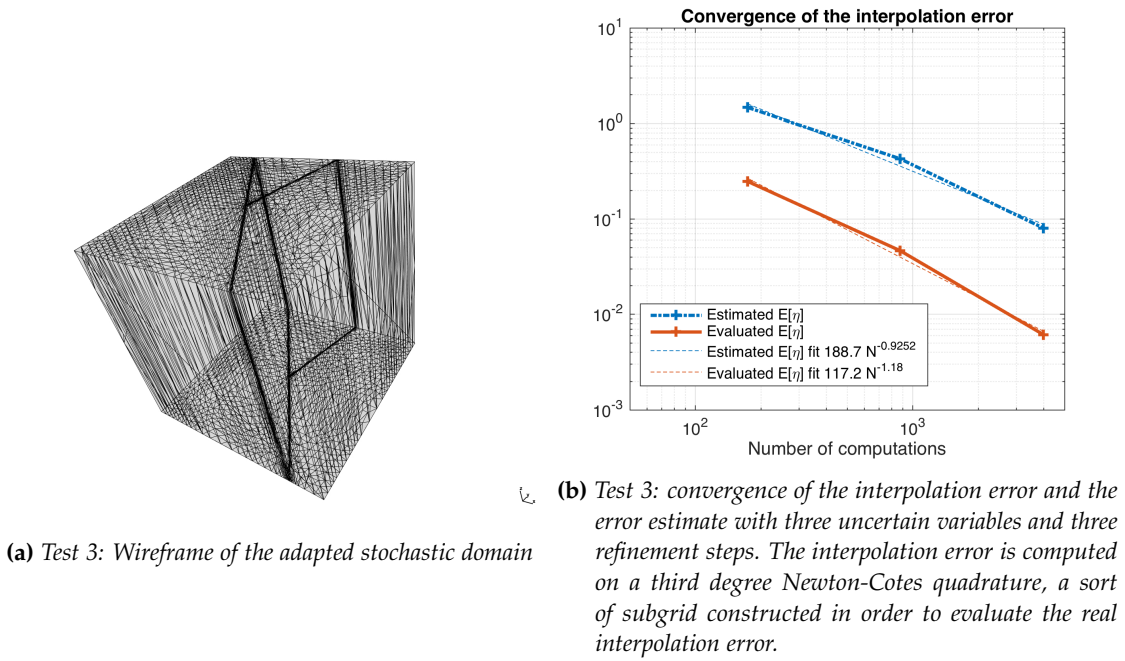 Convergence of the interpolation error
10^1
10^0
10^-1
10^-2
10^-3
Estimated E[η]
Evaluated E[η]
Estimated E[η] fit 188.7 N^-0.9252
Evaluated E[η] fit 117.2 N^-1.18
10^2 10^3
Number of computations
(a) Test 3: Wireframe of the adapted stochastic domain
(b) Test 3: convergence of the interpolation error and the
error estimate with three uncertain variables and three
refinement steps. The interpolation error is computed
on a third degree Newton-Cotes quadrature, a sort
of subgrid constructed in order to evaluate the real
interpolation error.